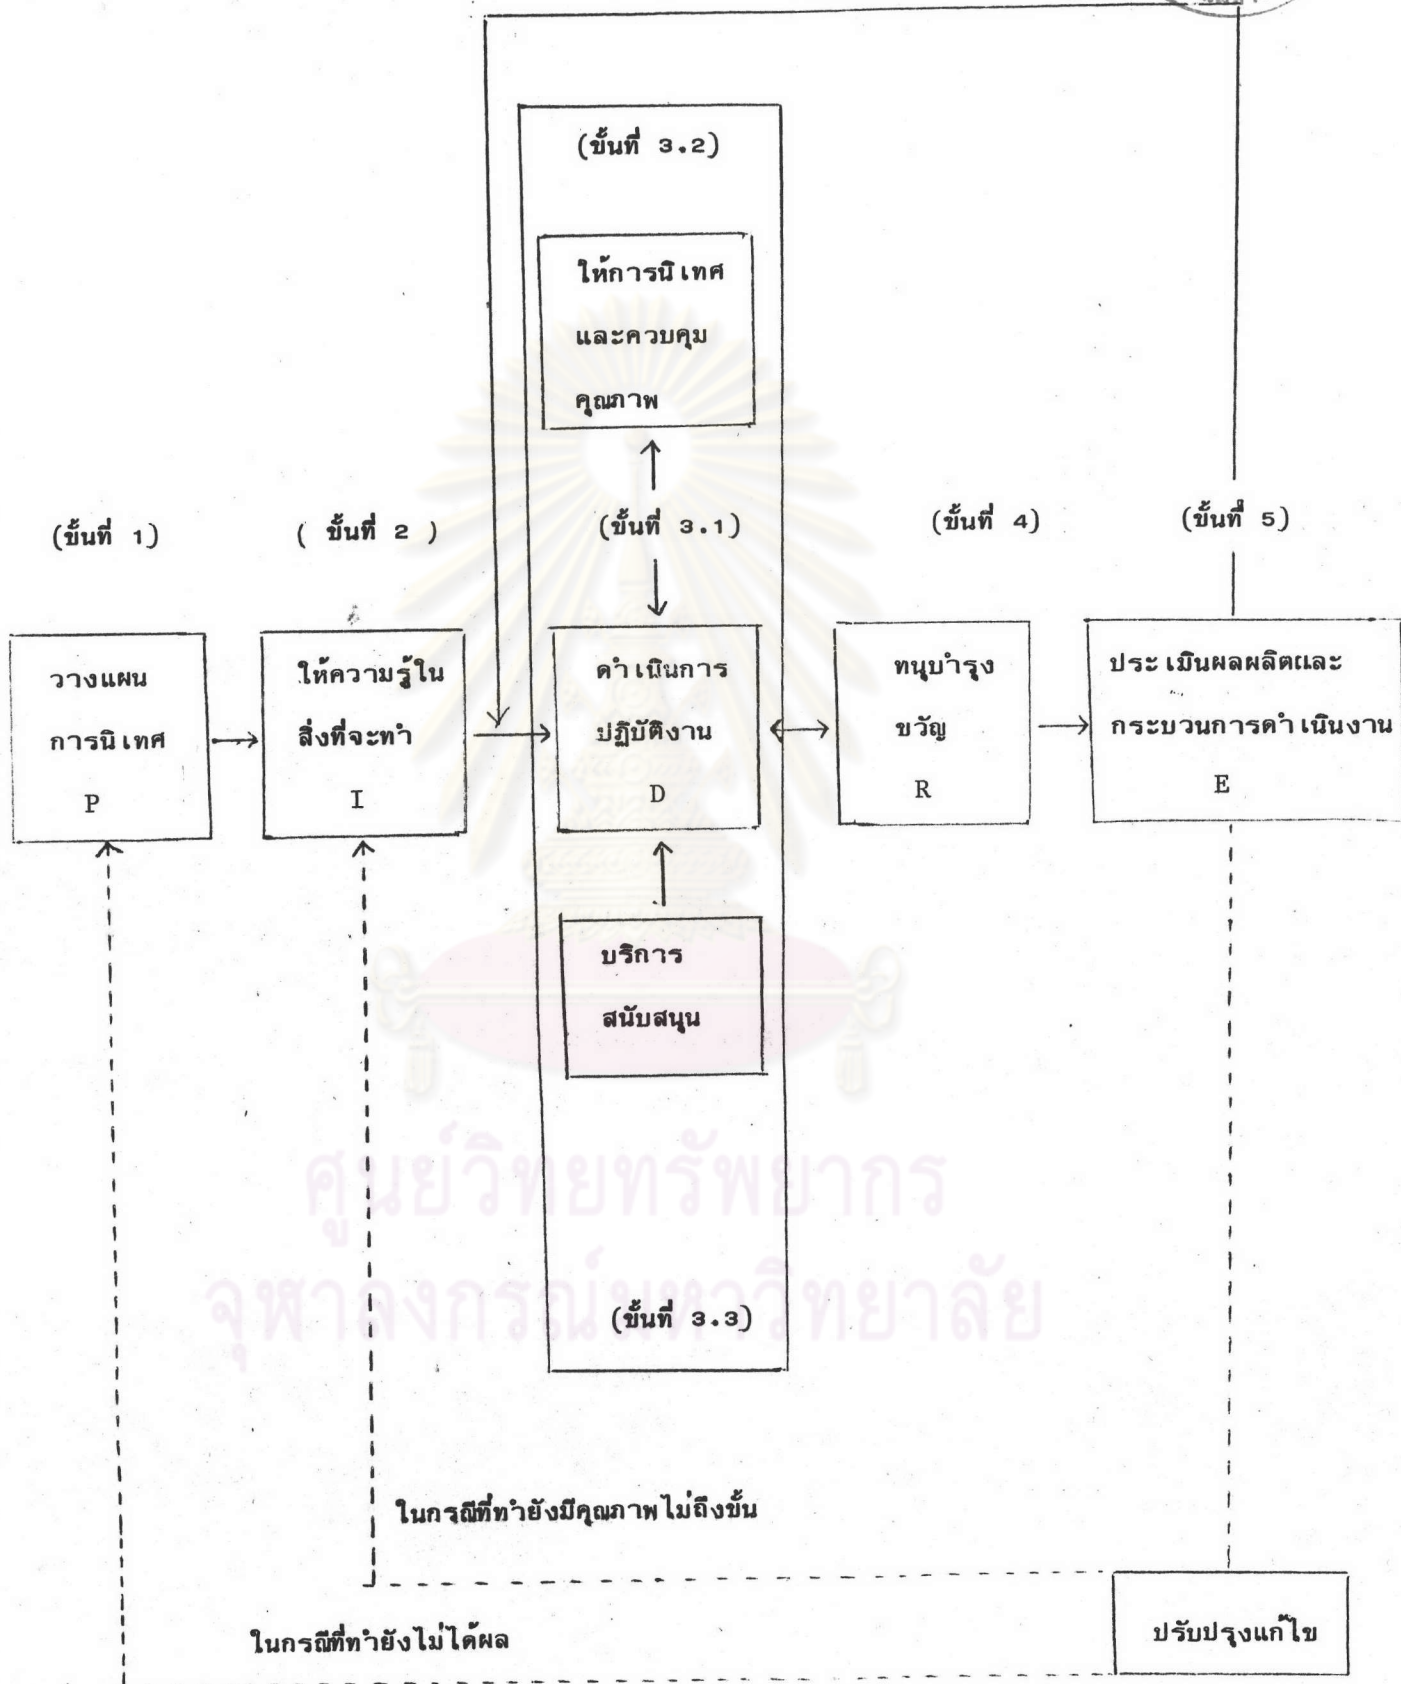 (ขั้นที่ 3.2)
ให้การนิเทศ
และควบคุม
คุณภาพ
(ขั้นที่ 1)
( ขั้นที่ 2 )
(ขั้นที่ 3.1)
(ขั้นที่ 4)
(ขั้นที่ 5)
วางแผน
การนิเทศ
P
ให้ความรู้ใน
สิ่งที่จะทำ
I
ดำเนินการ
ปฏิบัติงาน
D
ทนุบำรุง
ขวัญ
R
ประเมินผลผลิตและ
กระบวนการดำเนินงาน
E
บริการ
สนับสนุน
ศูนย์วิทยทรัพยากร
จุฬาลงกรณ์มหาวิทยาลัย
(ขั้นที่ 3.3)
ในกรณีที่ทำยังมีคุณภาพไม่ถึงขั้น
ในกรณีที่ทำยังไม่ได้ผล
ปรับปรุงแก้ไข